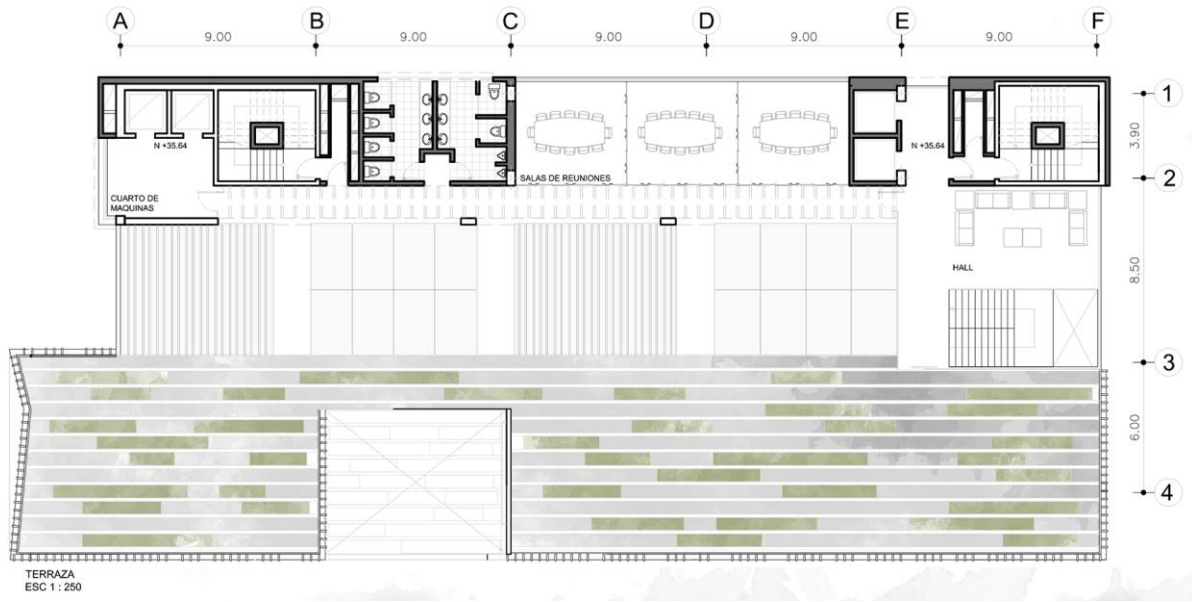 A B C D E F
9.00 9.00 9.00 9.00 9.00
1
3.90
N +35.64 N +35.64
2
SALAS DE REUNIONES
CUARTO DE
MAQUINAS
8.50
HALL
3
6.00
4
TERRAZA
ESC 1 : 250